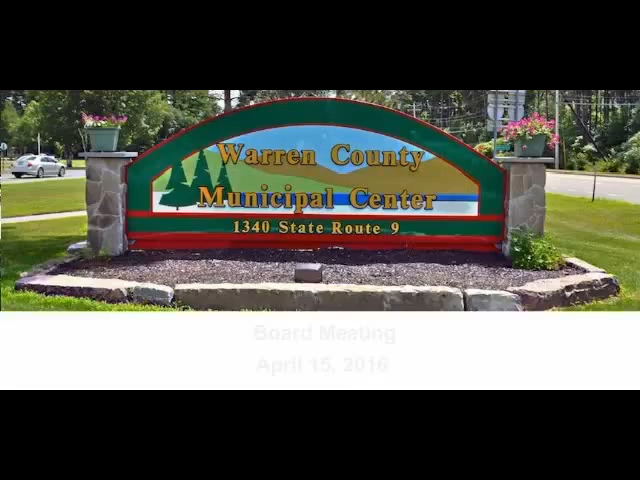 Warren County
Municipal Center
1340 State Route 9
Board Meeting
April 15, 2016